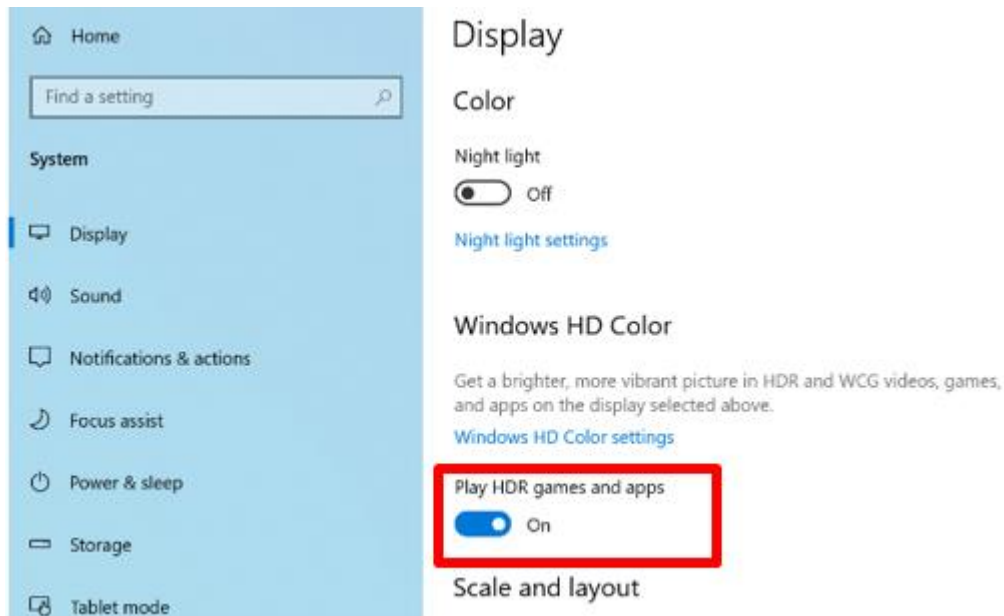 Home
Find a setting
System
Display
Sound
Notifications & actions
Focus assist
Power & sleep
Storage
Tablet mode
Display
Color
Night light
Off
Night light settings
Windows HD Color
Get a brighter, more vibrant picture in HDR and WCG videos, games,
and apps on the display selected above.
Windows HD Color settings
Play HDR games and apps
On
Scale and layout